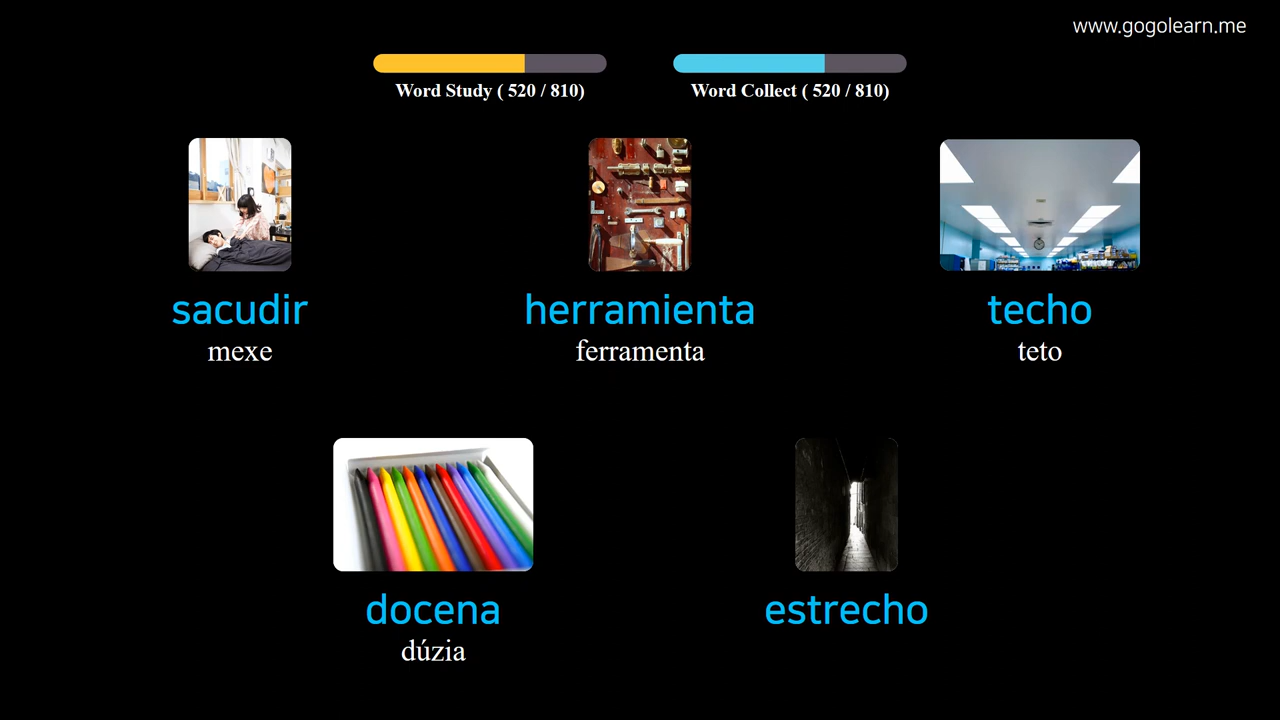 www.gogolearn.me
Word Study ( 520 / 810)
Word Collect ( 520 / 810)
sacudir
mexe
herramienta
ferramenta
techo
teto
docena
dúzia
estrecho